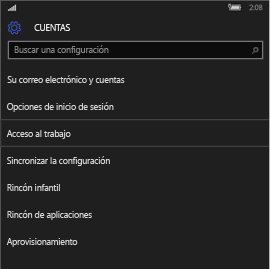 2:08
CUENTAS
Buscar una configuración
Su correo electrónico y cuentas
Opciones de inicio de sesión
Acceso al trabajo
Sincronizar la configuración
Rincón infantil
Rincón de aplicaciones
Aprovisionamiento